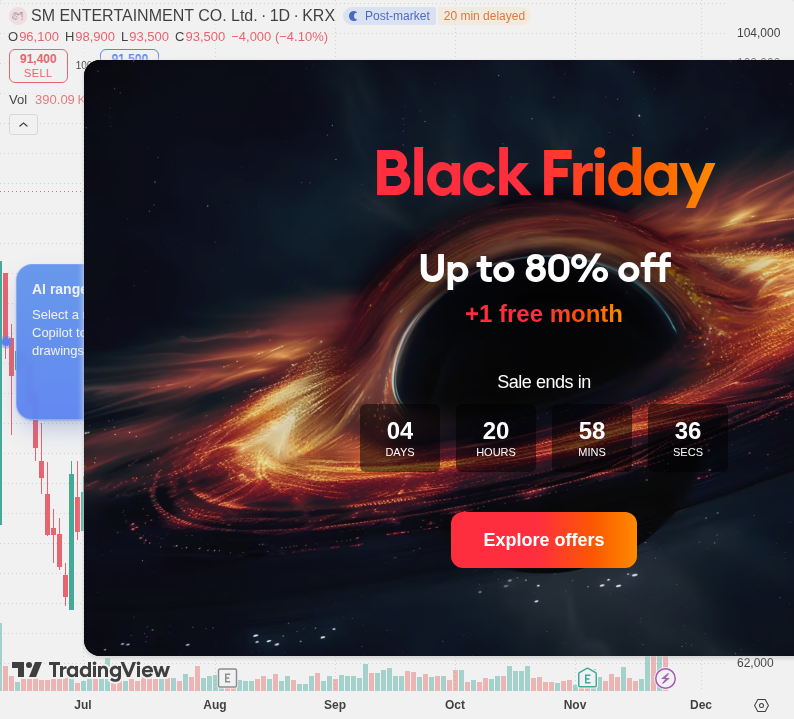 SM ENTERTAINMENT CO. Ltd. · 1D · KRX Post-market 20 min delayed
O96,100 H98,900 L93,500 C93,500 −4,000 (−4.10%)
104,000
91,400
SELL
91,500
Vol 390.09
Black Friday
Up to 80% off
+1 free month
AI range
Select a
Copilot to
drawings
Sale ends in
04 20 58 36
DAYS HOURS MINS SECS
Explore offers
TradingView
E E
62,000
Jul Aug Sep Oct Nov Dec